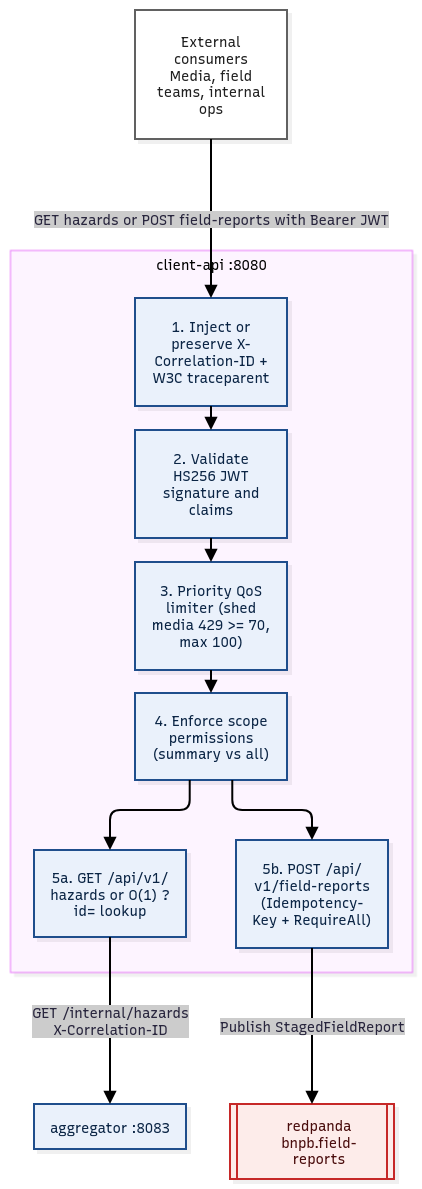 External
consumers
Media, field
teams, internal
ops
GET hazards or POST field-reports with Bearer JWT
client-api :8080
1. Inject or
preserve X-
Correlation-ID +
W3C traceparent
2. Validate
HS256 JWT
signature and
claims
3. Priority QoS
limiter (shed
media 429 >= 70,
max 100)
4. Enforce scope
permissions
(summary vs all)
5a. GET /api/v1/
hazards or O(1) ?
id= lookup
5b. POST /api/
v1/field-reports
(Idempotency-
Key + RequireAll)
GET /internal/hazards
X-Correlation-ID
Publish StagedFieldReport
aggregator :8083
redpanda
bnpb.field-
reports